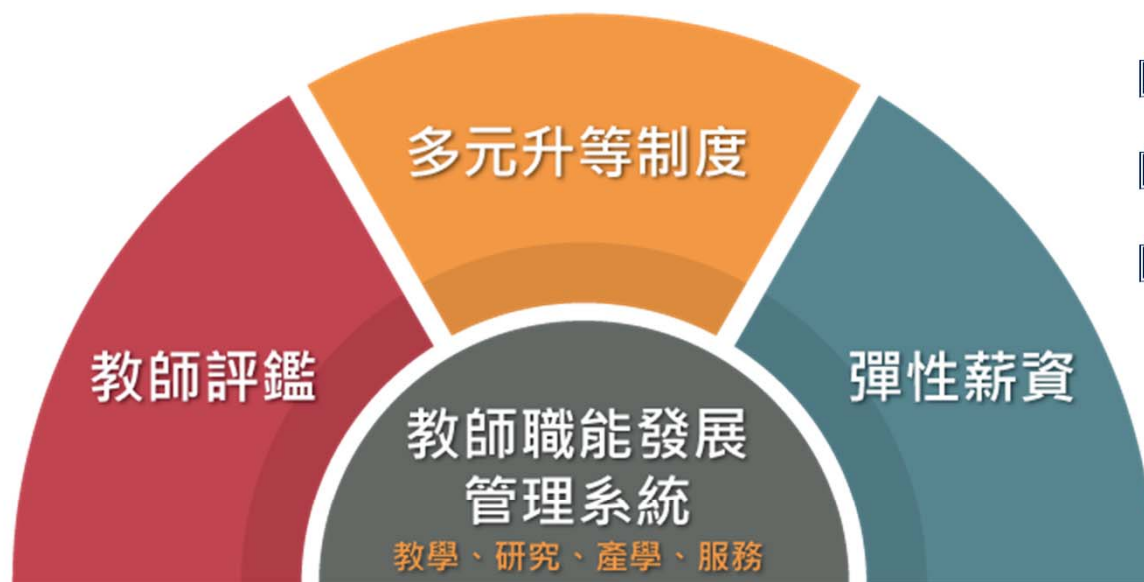 多元升等制度
教師評鑑
彈性薪資
教師職能發展
管理系統
教學、研究、產學、服務